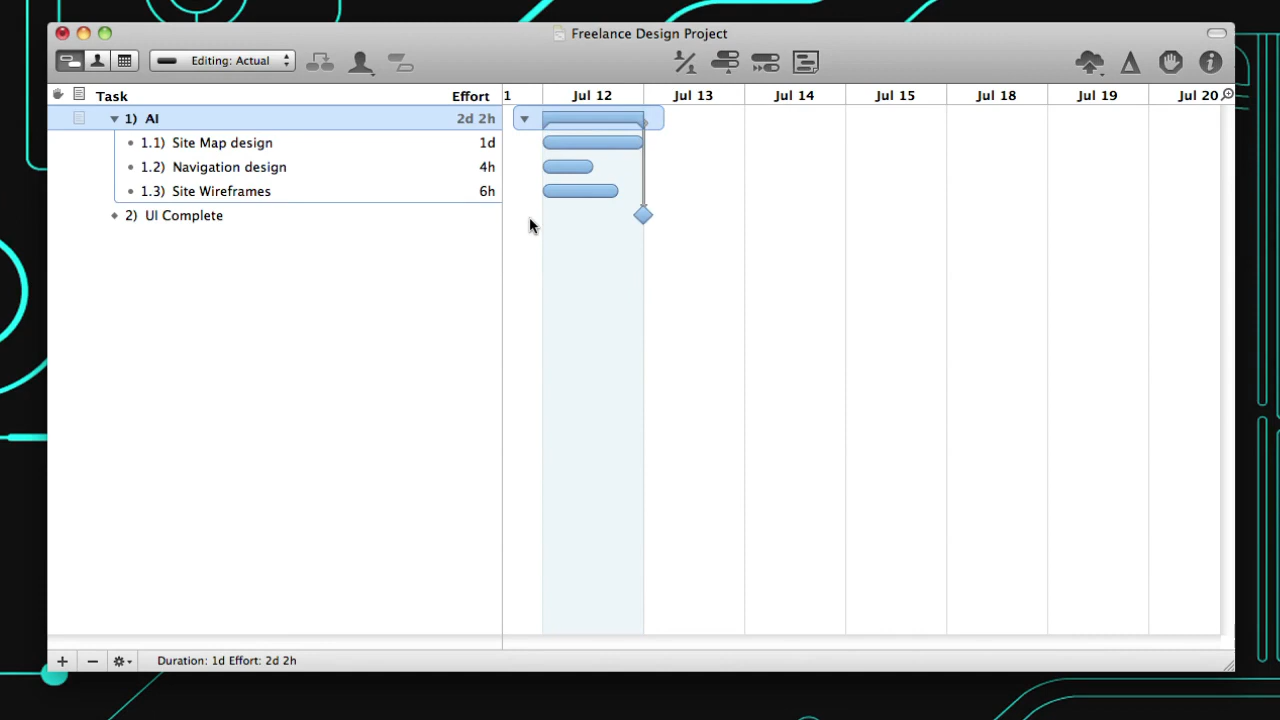 Freelance Design Project
Editing: Actual
Task Effort 1 Jul 12 Jul 13 Jul 14 Jul 15 Jul 18 Jul 19 Jul 20
1) AI 2d 2h
1.1) Site Map design 1d
1.2) Navigation design 4h
1.3) Site Wireframes 6h
2) UI Complete
Duration: 1d Effort: 2d 2h